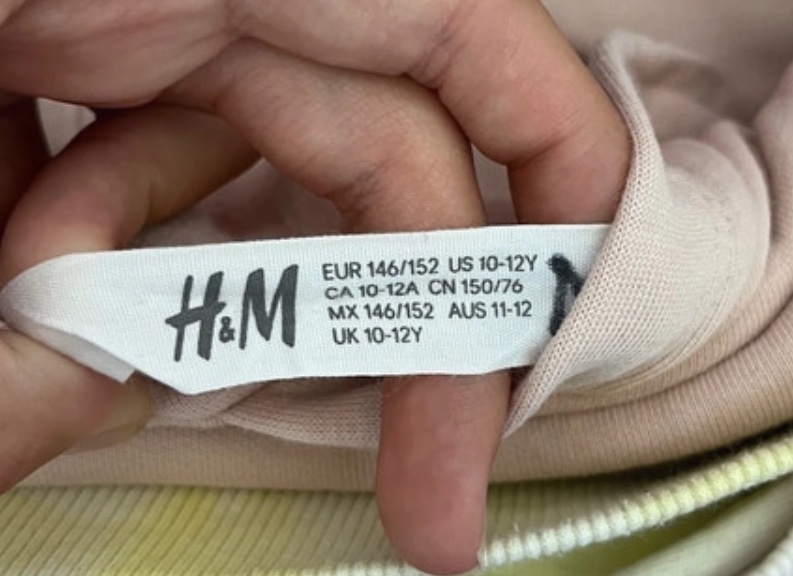 H&M
EUR 146/152 US 10-12Y
CA 10-12A CN 150/76
MX 146/152 AUS 11-12
UK 10-12Y